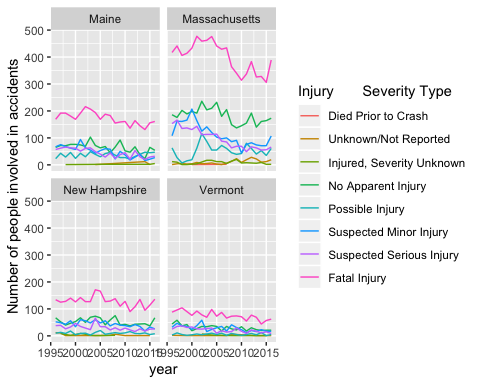 Maine
Massachusetts
500
400
300
200
100
0
New Hampshire
Vermont
500
400
300
200
100
0
1995 2000 2005 2010 2015 1995 2000 2005 2010 2015
year
Number of people involved in accidents
Injury Severity Type
Died Prior to Crash
Unknown/Not Reported
Injured, Severity Unknown
No Apparent Injury
Possible Injury
Suspected Minor Injury
Suspected Serious Injury
Fatal Injury